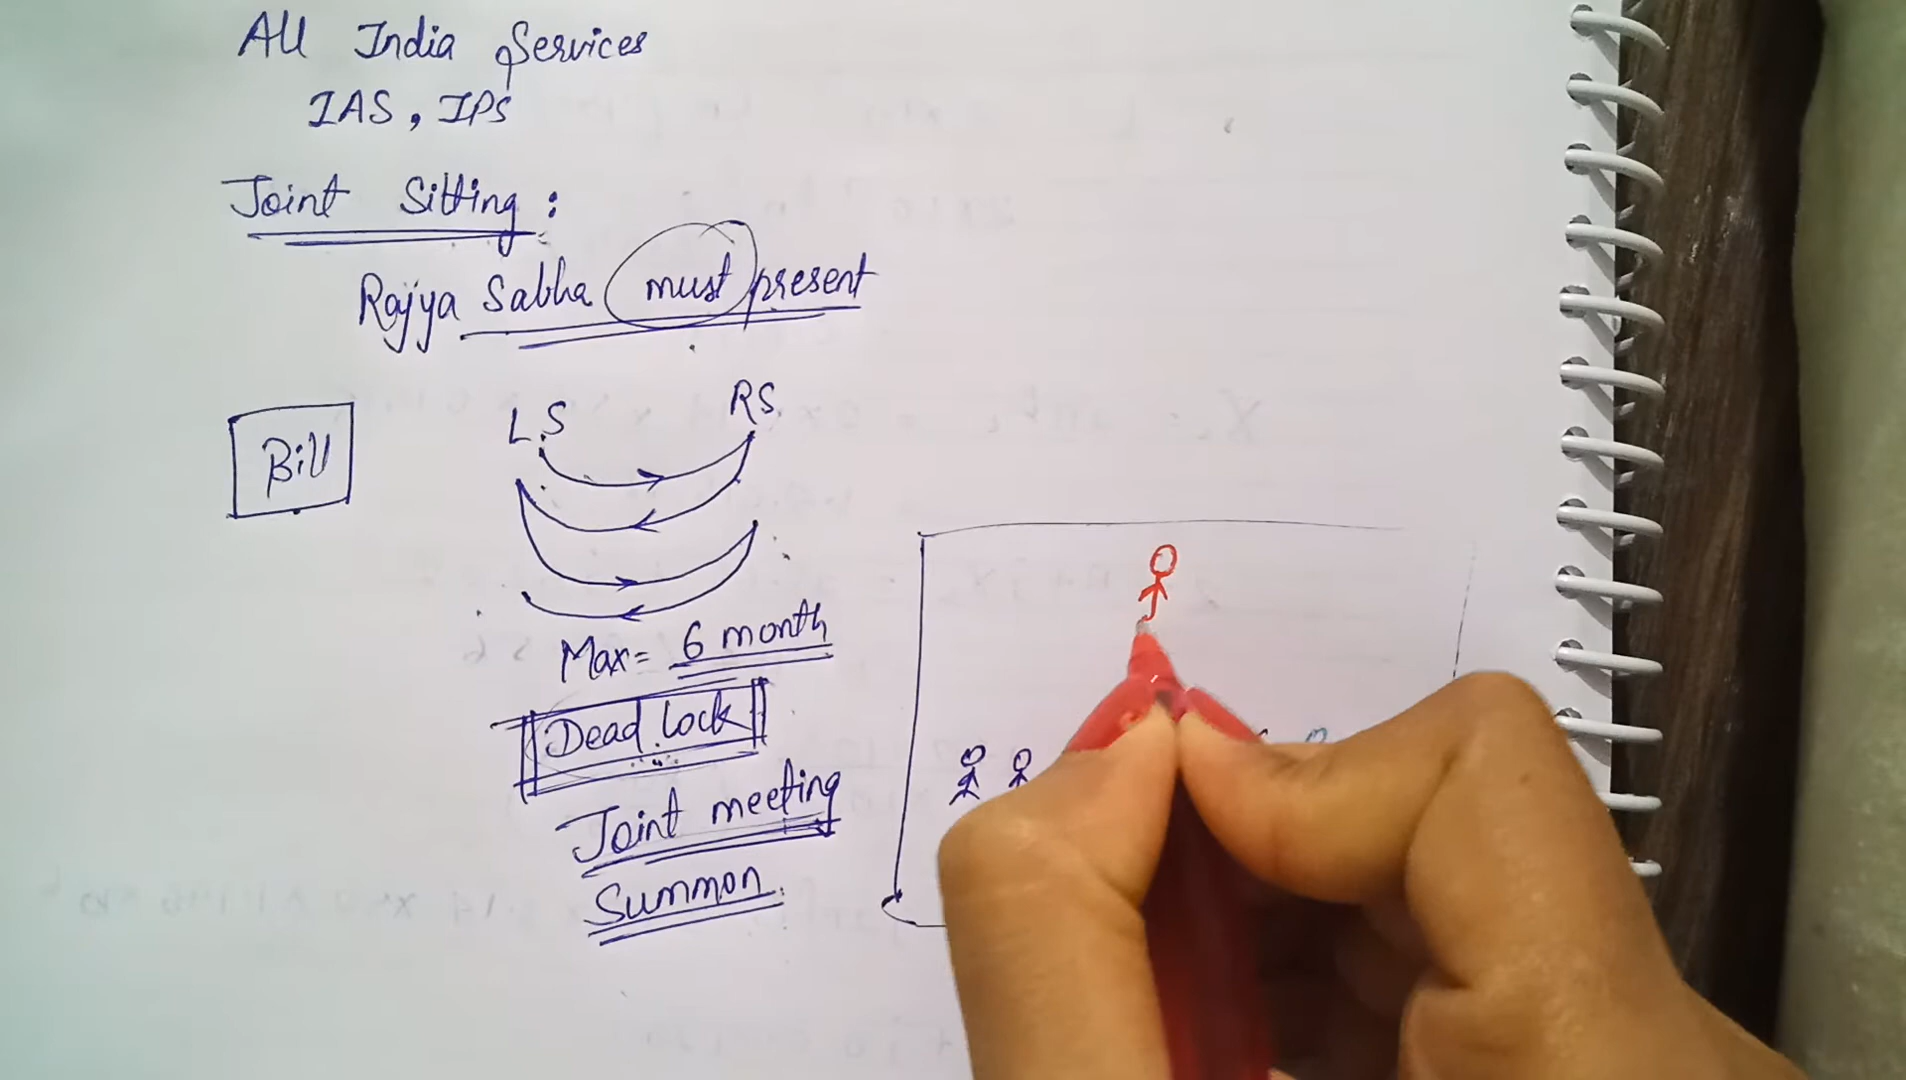 All India Services
IAS, IPS
Joint Sitting:
Rajya Sabha must present
Bill
L.S
RS.
Max= 6 month
Dead lock
Joint meeting
Summon.